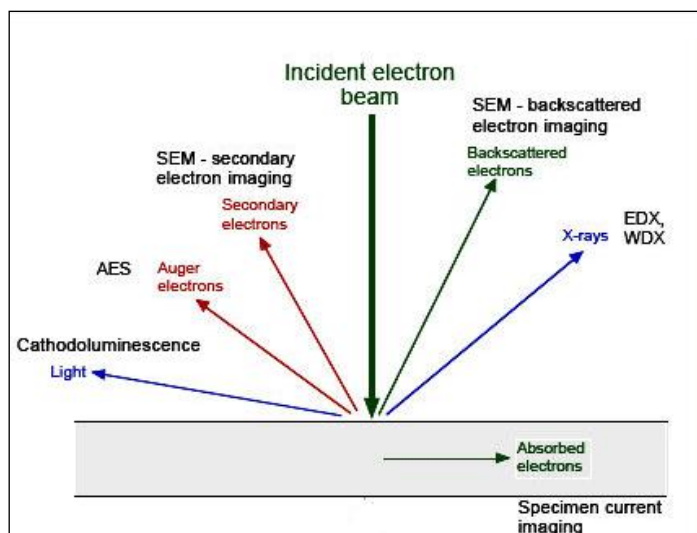 Incident electron
beam
SEM - backscattered
electron imaging
Backscattered
electrons
SEM - secondary
electron imaging
Secondary
electrons
EDX,
WDX
X-rays
AES
Auger
electrons
Cathodoluminescence
Light
Absorbed
electrons
Specimen current
imaging